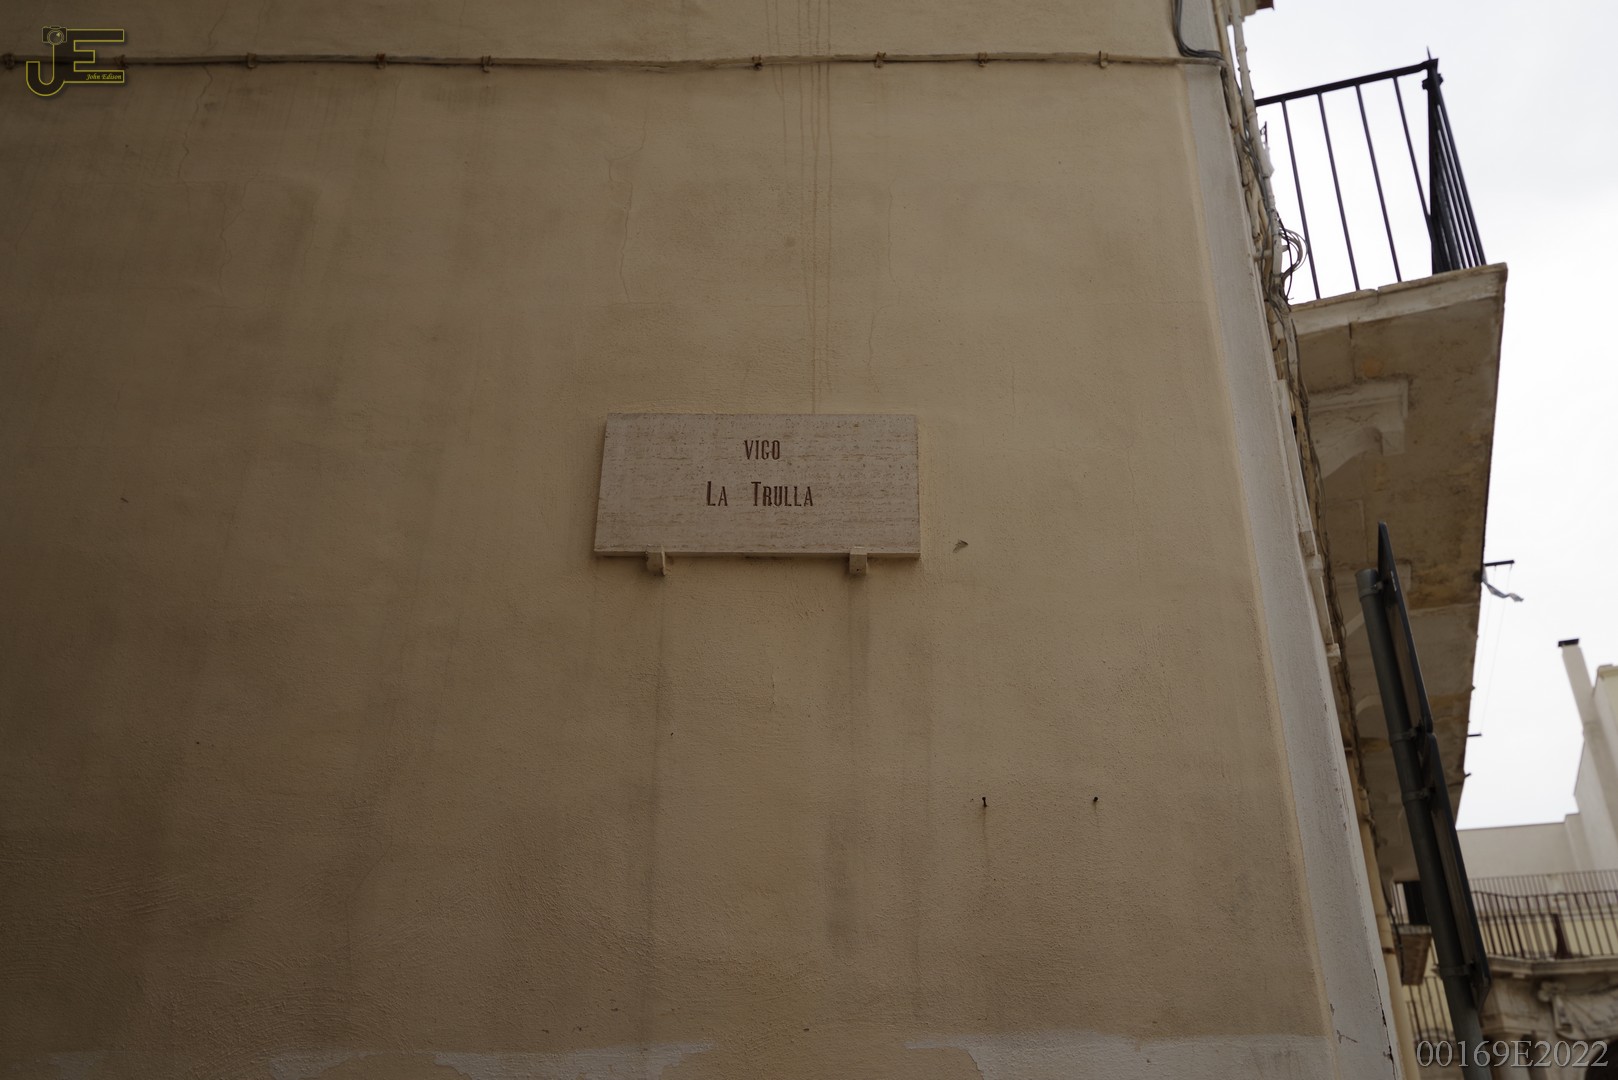 JE
John Edison
VICO
LA TRULLA
00169E2022